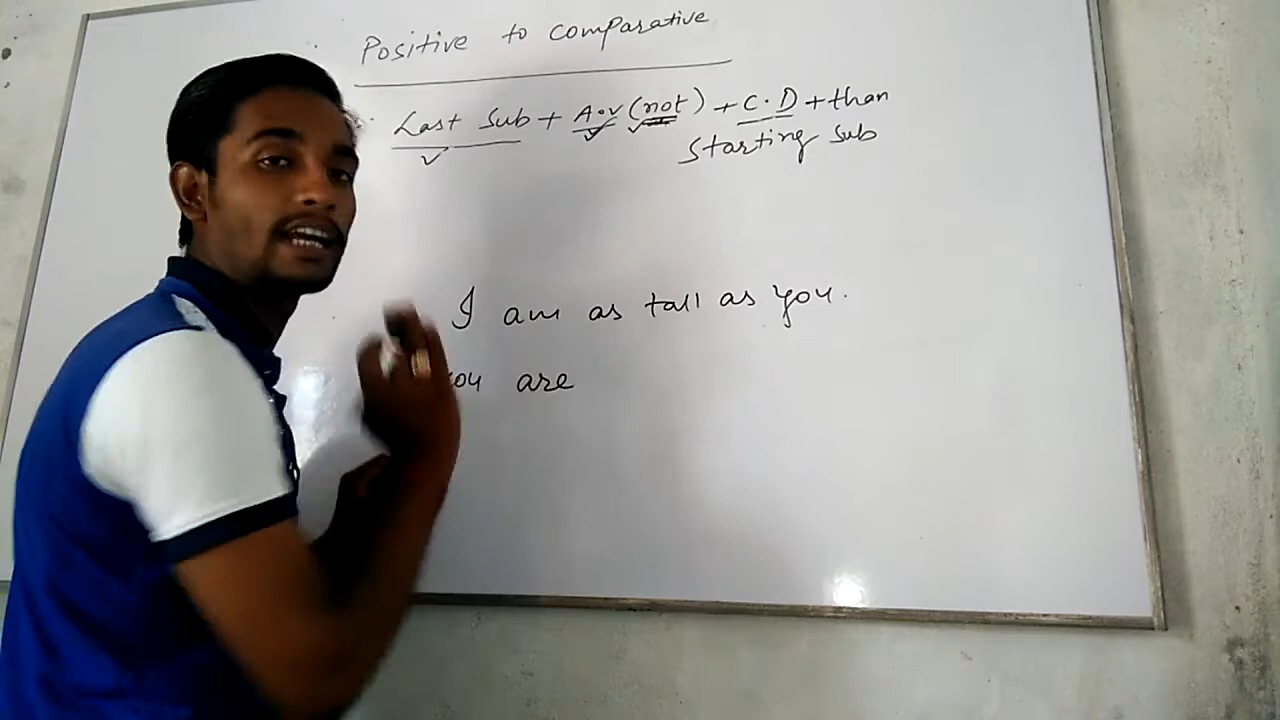 Positive to comparative
Last Sub + A.V (not) + C.D + than
Starting Sub
I am as tall as you.
you are